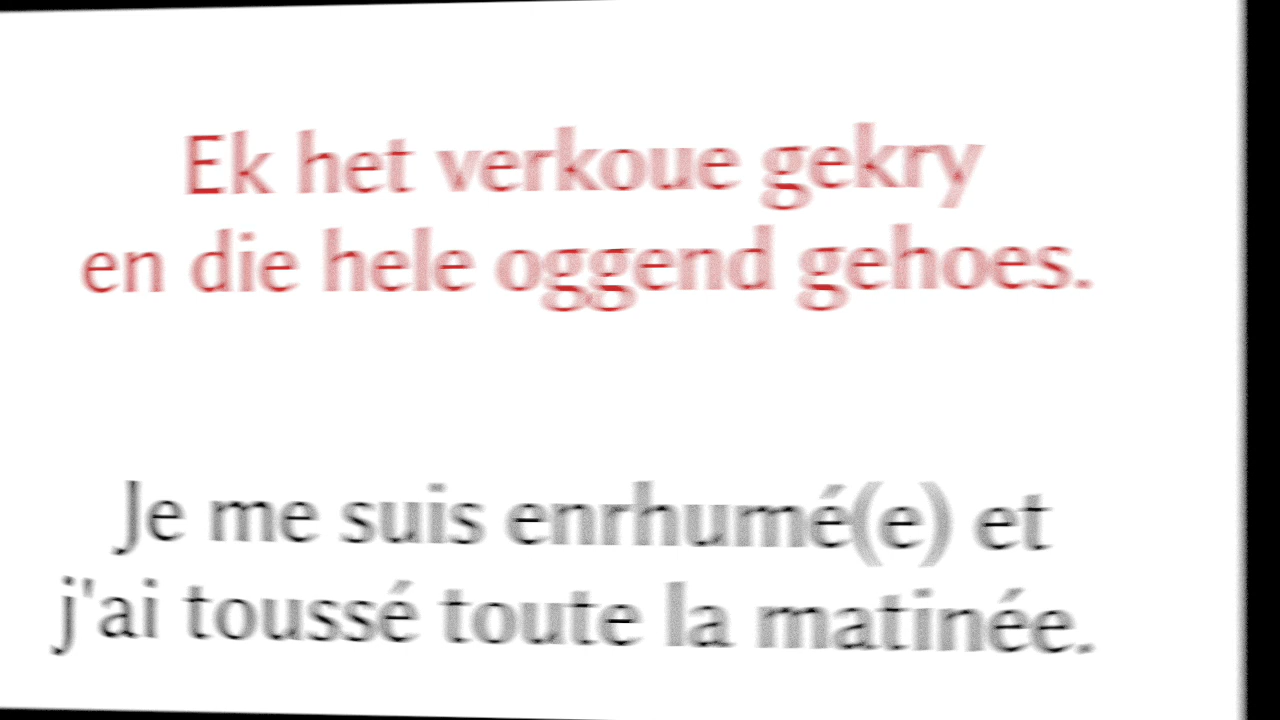 Ek het verkoue gekry
en die hele oggend gehoes.
Je me suis enrhumé(e) et
j'ai toussé toute la matinée.